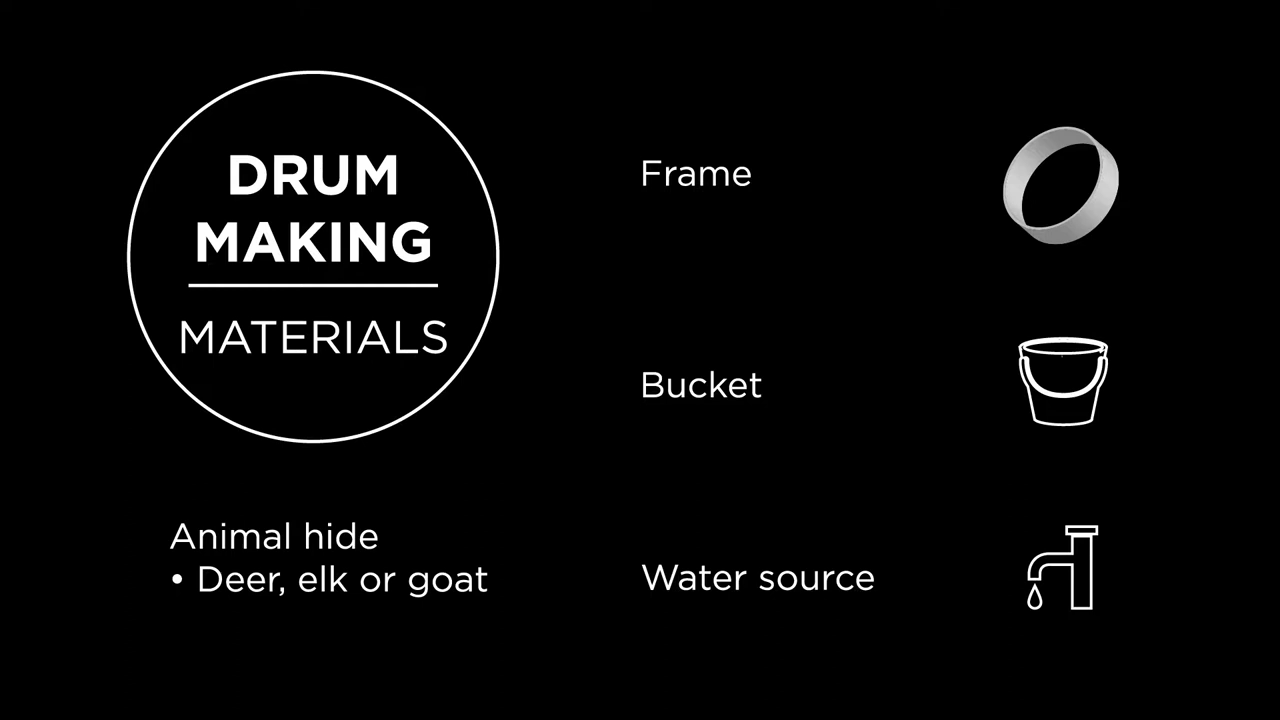 DRUM
MAKING
MATERIALS
Animal hide
• Deer, elk or goat
Frame
Bucket
Water source